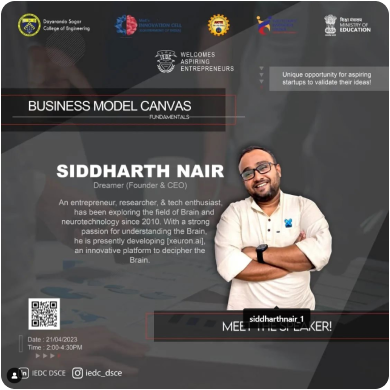 Dayananda Sagar
College of Engineering
MINISTRY OF
EDUCATION
WELCOMES
ASPIRING
ENTREPRENEURS
Unique opportunity for aspiring
startups to validate their ideas!
BUSINESS MODEL CANVAS
FUNDAMENTALS
SIDDHARTH NAIR
Dreamer (Founder & CEO)
An entrepreneur, researcher, & tech enthusiast
has been exploring the field of Brain and
neurotechnology since 2010. With a strong
passion for understanding the Brain,
he is presently developing [xeuron.ai],
an innovative platform to decipher the
Brain.
siddharthnair_1
MEET THE SPEAKER!
Date : 21/04/2023
Time : 2:00-4:30PM
IEDC DSCE
iedc_dsce